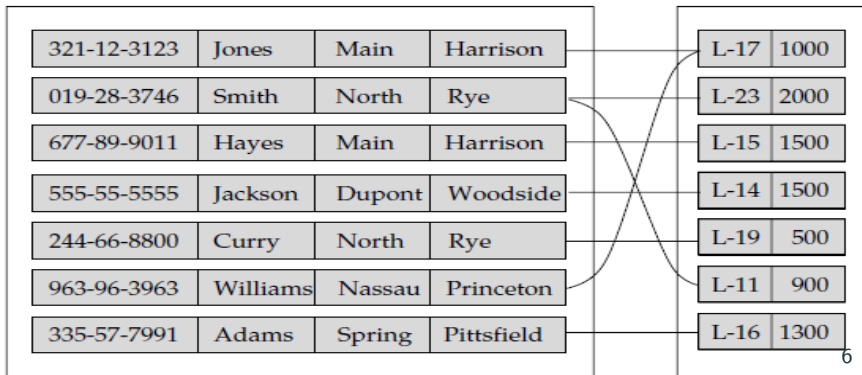 321-12-3123 Jones Main Harrison L-17 1000
019-28-3746 Smith North Rye L-23 2000
677-89-9011 Hayes Main Harrison L-15 1500
555-55-5555 Jackson Dupont Woodside L-14 1500
244-66-8800 Curry North Rye L-19 500
963-96-3963 Williams Nassau Princeton L-11 900
335-57-7991 Adams Spring Pittsfield L-16 1300
6